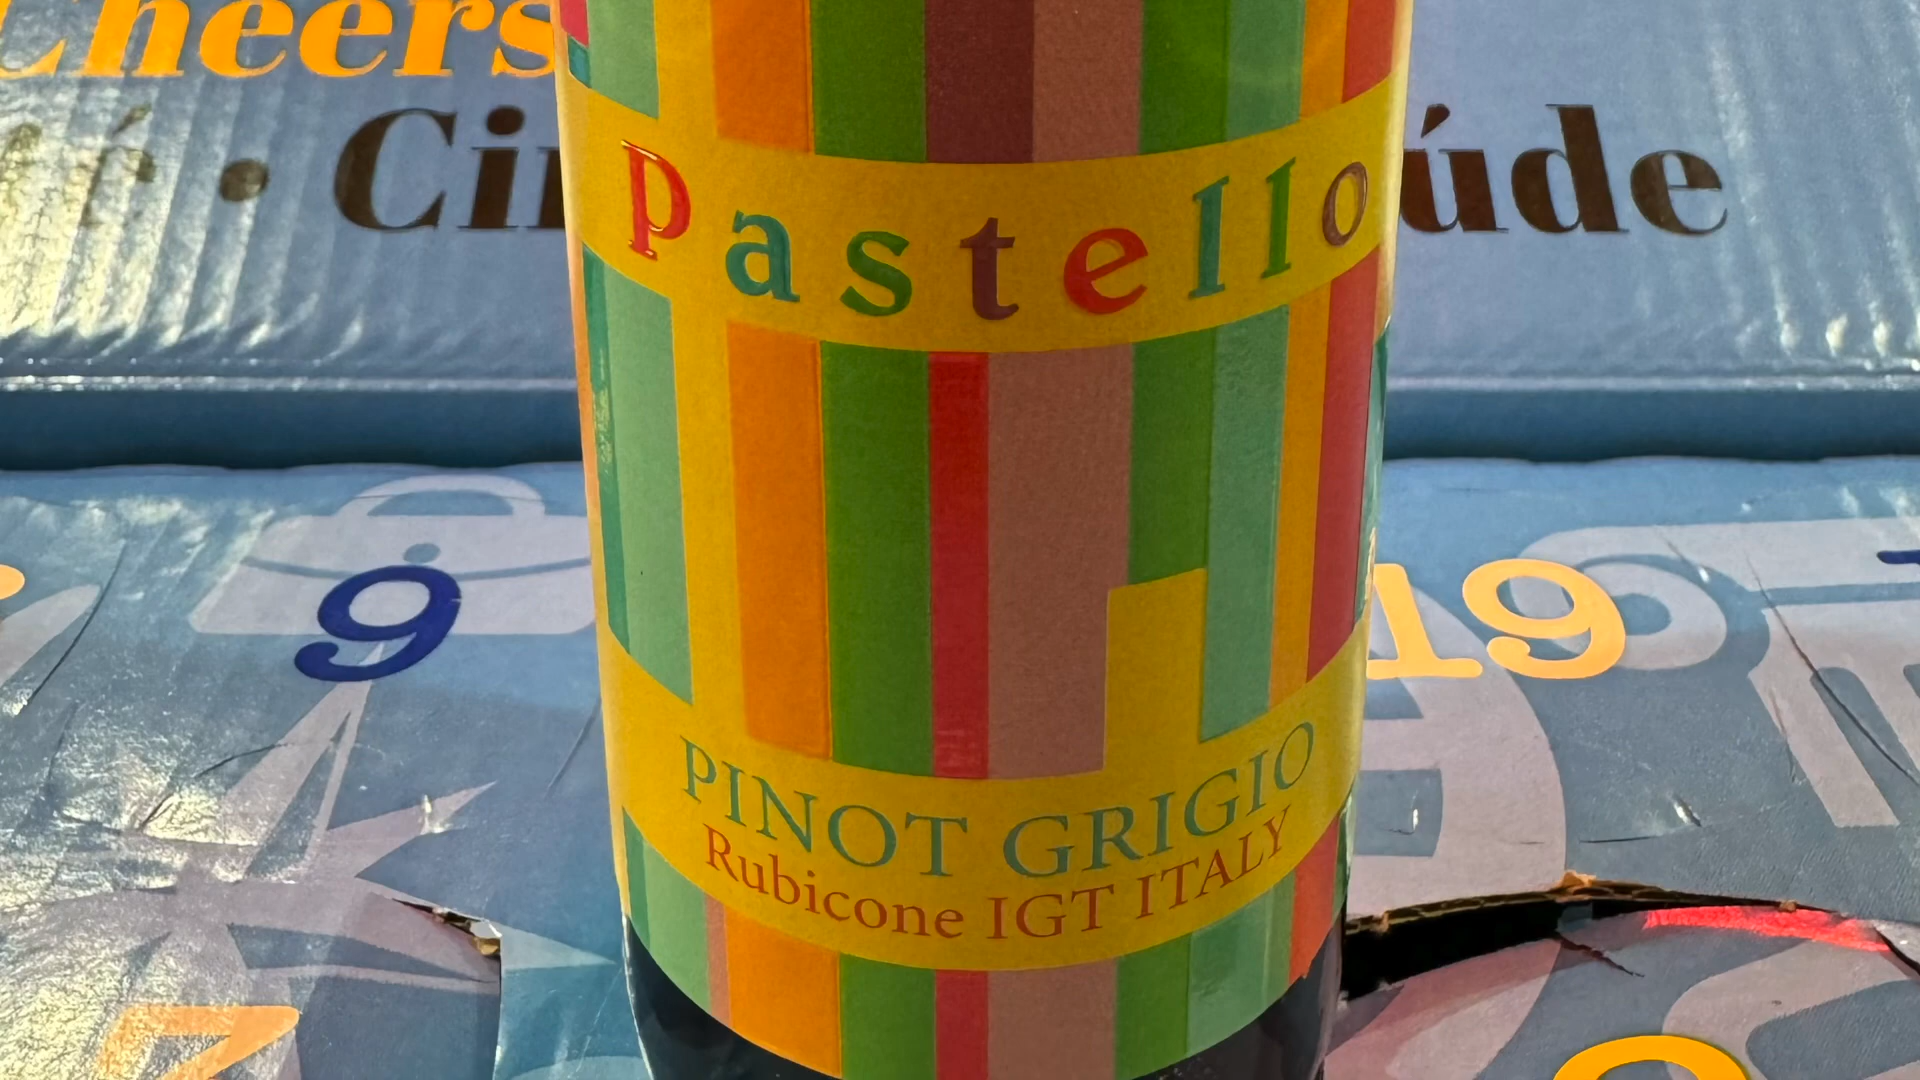 Cheers
• Ci
úde
Pastello
9
19
PINOT GRIGIO
Rubicone IGT ITALY